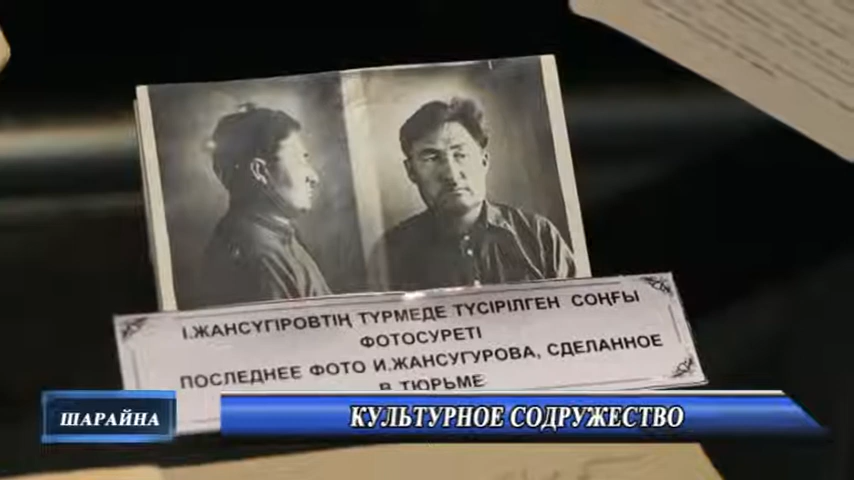 І.ЖАНСҮГІРОВТІҢ ТҮРМЕДЕ ТҮСІРІЛГЕН СОҢҒЫ
ФОТОСУРЕТІ
ПОСЛЕДНЕЕ ФОТО И.ЖАНСУГУРОВА, СДЕЛАННОЕ
В ТЮРЬМЕ
ШАРАЙНА
КУЛЬТУРНОЕ СОДРУЖЕСТВО